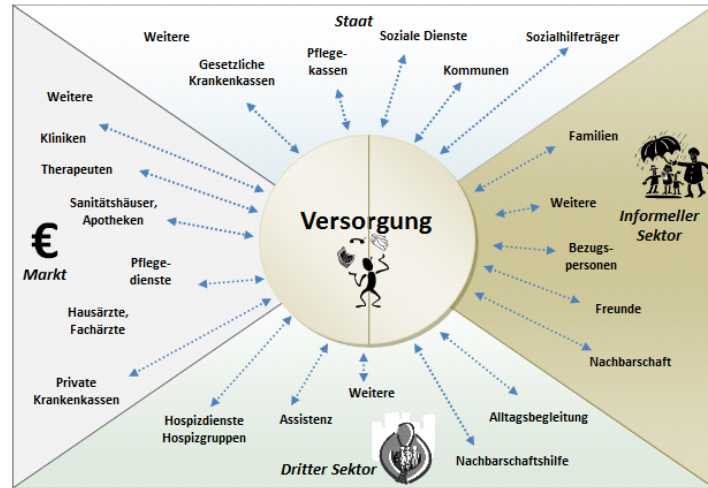 Staat
Weitere
Gesetzliche
Krankenkassen
Pflege-
kassen
Soziale Dienste
Kommunen
Sozialhilfeträger
Weitere
Kliniken
Therapeuten
Sanitätshäuser,
Apotheken
€
Markt
Pflege-
dienste
Hausärzte,
Fachärzte
Private
Krankenkassen
Versorgung
Familien
Weitere
Informeller
Sektor
Bezugs-
personen
Freunde
Nachbarschaft
Hospizdienste
Hospizgruppen
Assistenz
Weitere
Alltagsbegleitung
Nachbarschaftshilfe
Dritter Sektor